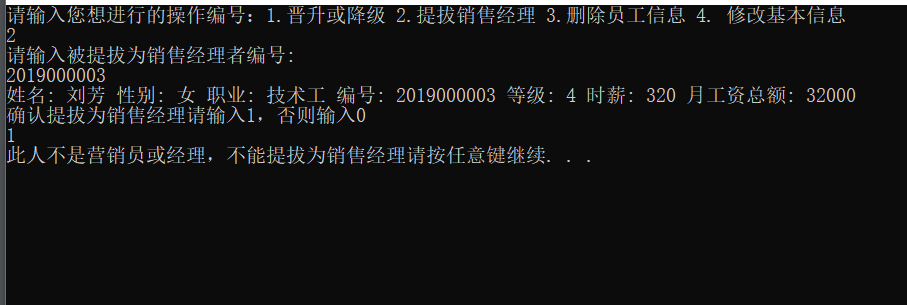 请输入您想进行的操作编号：1.晋升或降级 2.提拔销售经理 3.删除员工信息 4. 修改基本信息
2
请输入被提拔为销售经理者编号:
2019000003
姓名: 刘芳 性别: 女 职业: 技术工 编号: 2019000003 等级: 4 时薪: 320 月工资总额: 32000
确认提拔为销售经理请输入1，否则输入0
1
此人不是营销员或经理，不能提拔为销售经理请按任意键继续. . .